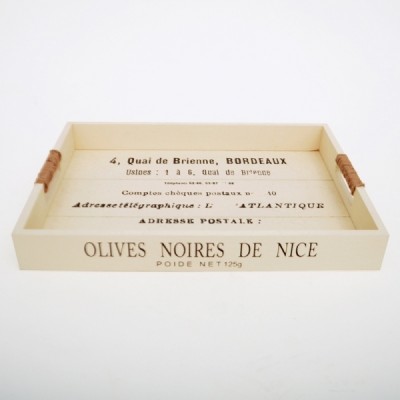 4, Quai de Brienne, BORDEAUX
Usines : 1 à 6, Quai de Brienne
Comptes chèques postaux
Adresse télégraphique : 'ATLANTIQUE
ADRESSE POSTALE :
OLIVES NOIRES DE NICE
POIDE NET 125g